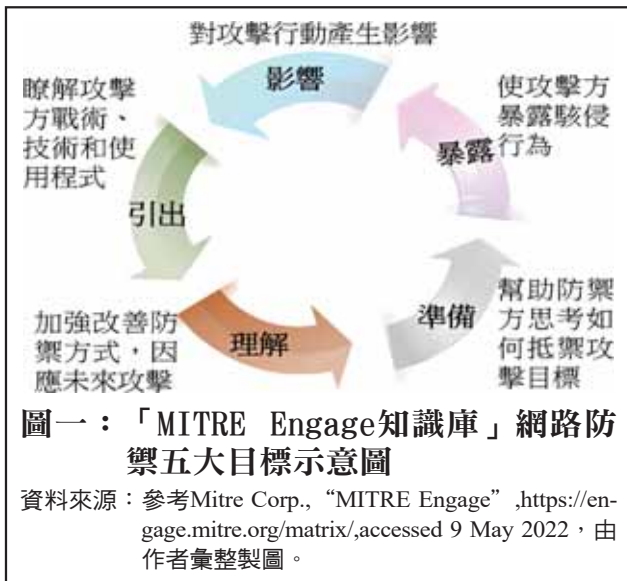 對攻擊行動產生影響
影響
瞭解攻擊
方戰術、
技術和使
用程式
引出
使攻擊方
暴露駭侵
行為
暴露
加強改善防
禦方式，因
應未來攻擊
理解
準備
幫助防禦
方思考如
何抵禦攻
擊目標
圖一：「MITRE Engage知識庫」網路防
禦五大目標示意圖
資料來源：參考Mitre Corp., “MITRE Engage” ,https://en-
gage.mitre.org/matrix/,accessed 9 May 2022，由
作者彙整製圖。